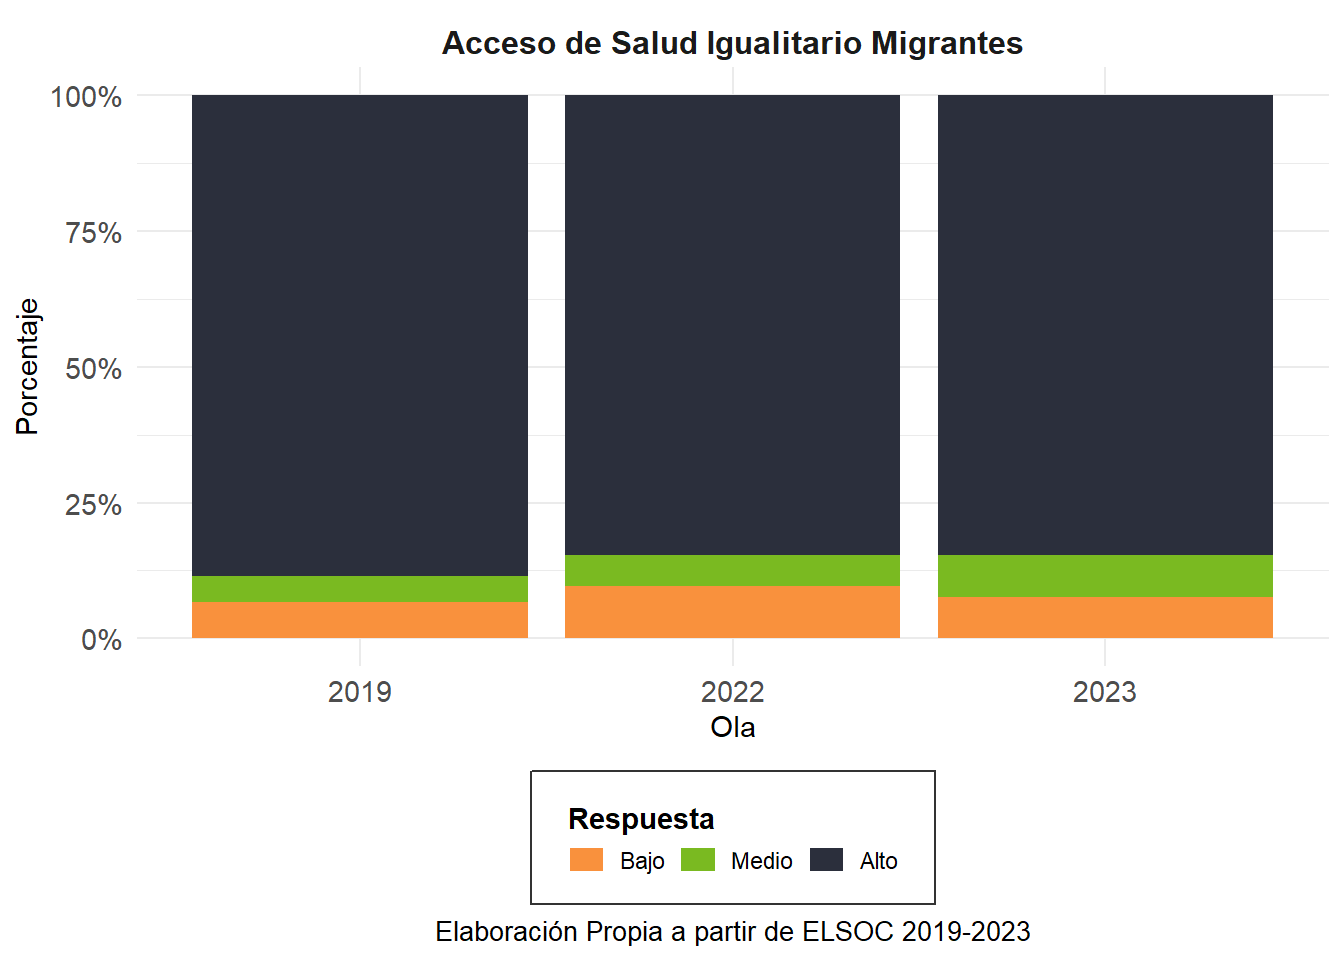 Acceso de Salud Igualitario Migrantes
100%
75%
50%
25%
0%
Porcentaje
2019 2022 2023
Ola
Respuesta
Bajo Medio Alto
Elaboración Propia a partir de ELSOC 2019-2023